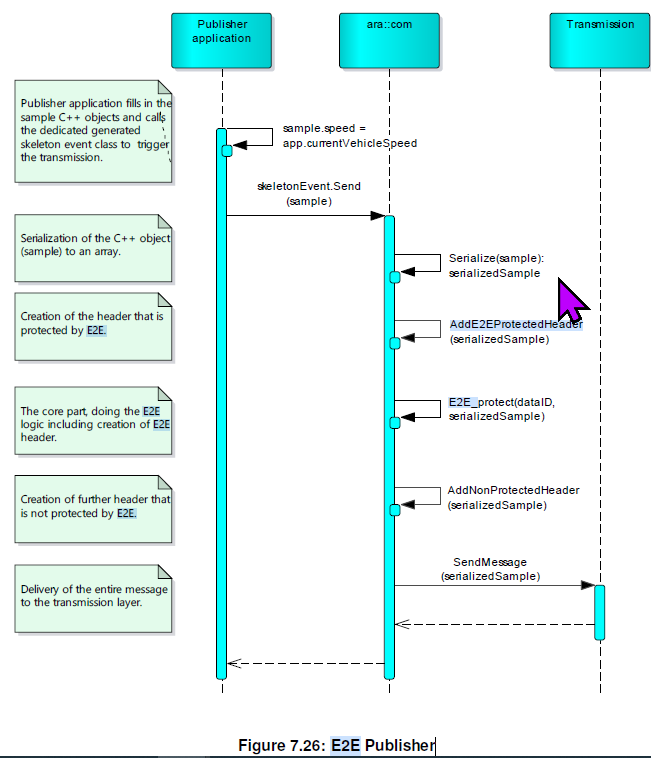 Publisher
application
ara::com
Transmission
Publisher application fills in the
sample C++ objects and calls
the dedicated generated
skeleton event class to trigger
the transmission.
sample.speed =
app.currentVehicleSpeed
skeletonEvent.Send
(sample)
Serialization of the C++ object
(sample) to an array.
Serialize(sample):
serializedSample
Creation of the header that is
protected by E2E.
AddE2EProtectedHeader
(serializedSample)
The core part, doing the E2E
logic including creation of E2E
header.
E2E_protect(dataID,
serializedSample)
Creation of further header that
is not protected by E2E.
AddNonProtectedHeader
(serializedSample)
Delivery of the entire message
to the transmission layer.
SendMessage
(serializedSample)
Figure 7.26: E2E Publisher